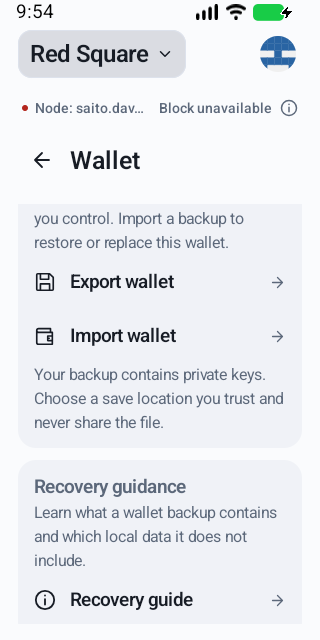 9:54
Red Square
Node: saito.dav... Block unavailable
Wallet
you control. Import a backup to
restore or replace this wallet.
Export wallet
Import wallet
Your backup contains private keys.
Choose a save location you trust and
never share the file.
Recovery guidance
Learn what a wallet backup contains
and which local data it does not
include.
Recovery guide